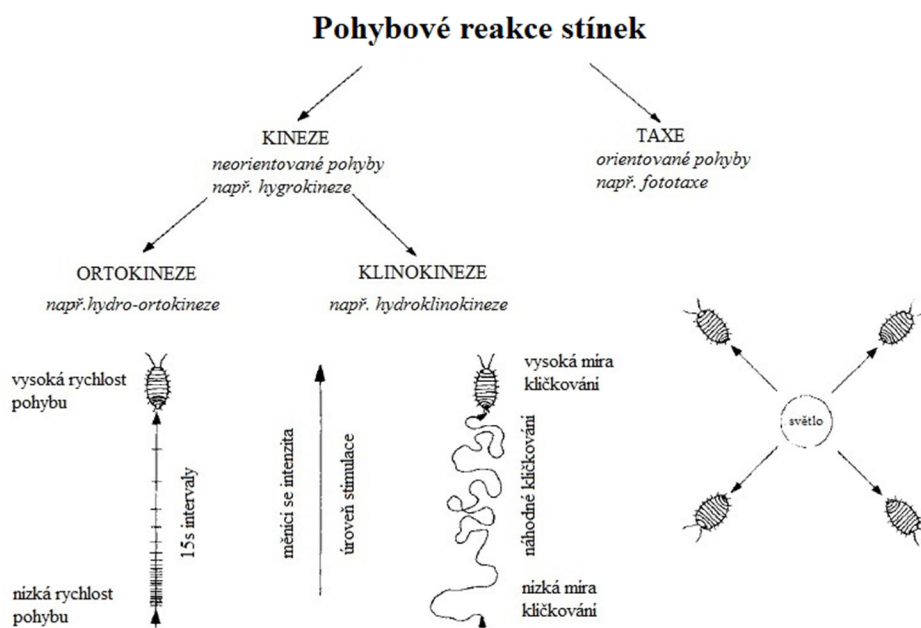 Pohybové reakce stínek
KINEZE
neorientované pohyby
např. hygrokineze
TAXE
orientované pohyby
např. fototaxe
ORTOKINEZE
např.hydro-ortokineze
KLINOKINEZE
např. hydroklinokineze
vysoká rychlost
pohybu
15s intervaly
nízká rychlost
pohybu
měnící se intenzita
úroveň stimulace
vysoká mira
kličkování
náhodné kličkování
nízká mira
kličkování
světlo